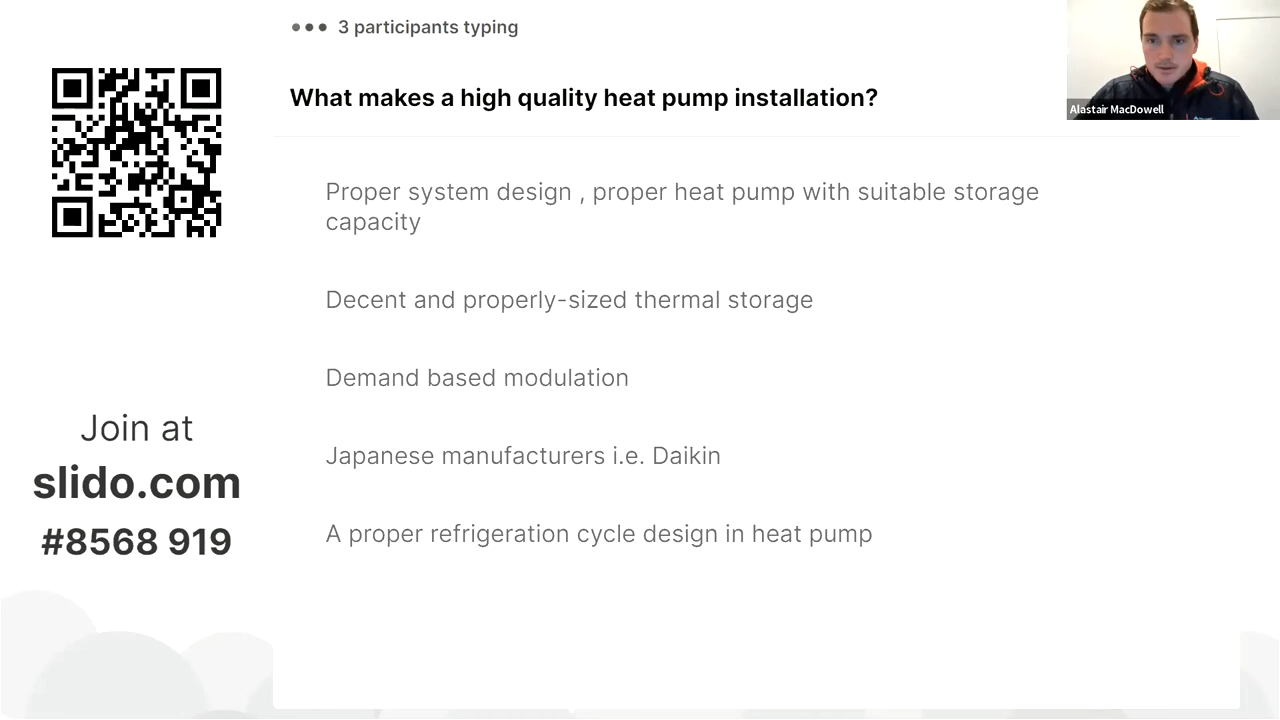 3 participants typing
What makes a high quality heat pump installation?
Alastair MacDowell
Proper system design , proper heat pump with suitable storage
capacity
Decent and properly-sized thermal storage
Demand based modulation
Japanese manufacturers i.e. Daikin
A proper refrigeration cycle design in heat pump
Join at
slido.com
#8568 919